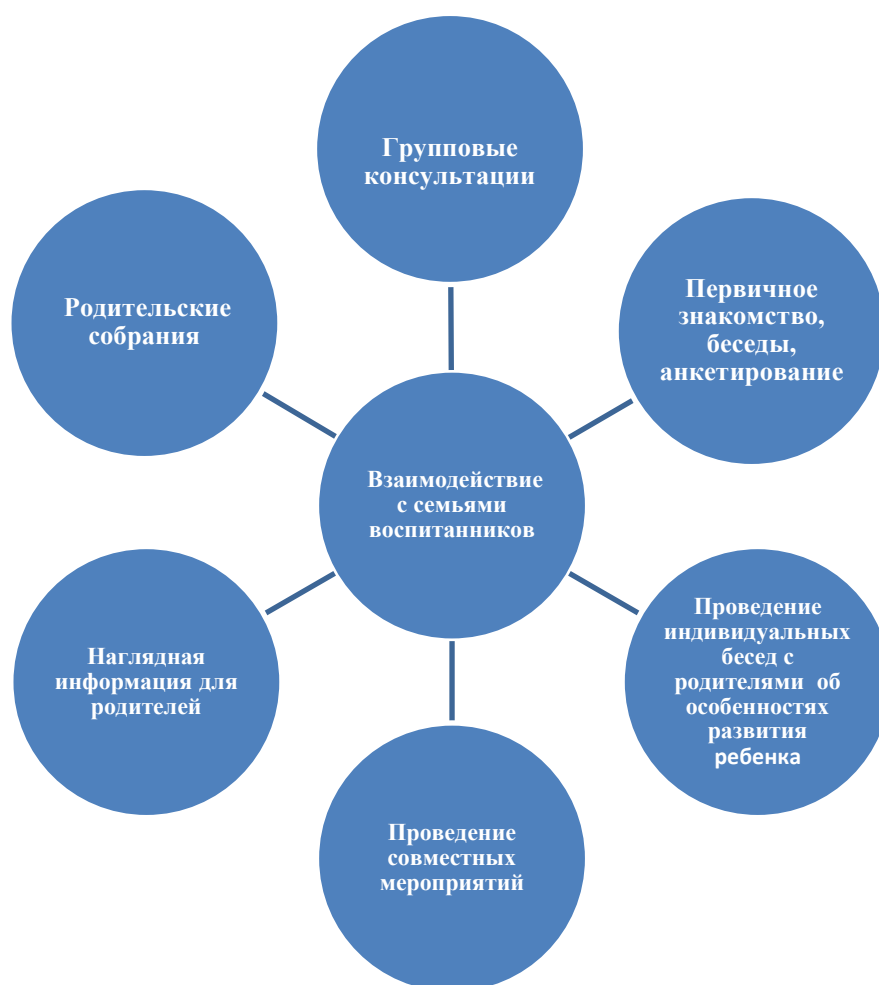 Групповые
консультации
Родительские
собрания
Первичное
знакомство,
беседы,
анкетирование
Взаимодействие
с семьями
воспитанников
Наглядная
информация для
родителей
Проведение
индивидуальных
бесед с
родителями  об
особенностях
развития
ребенка
Проведение
совместных
мероприятий